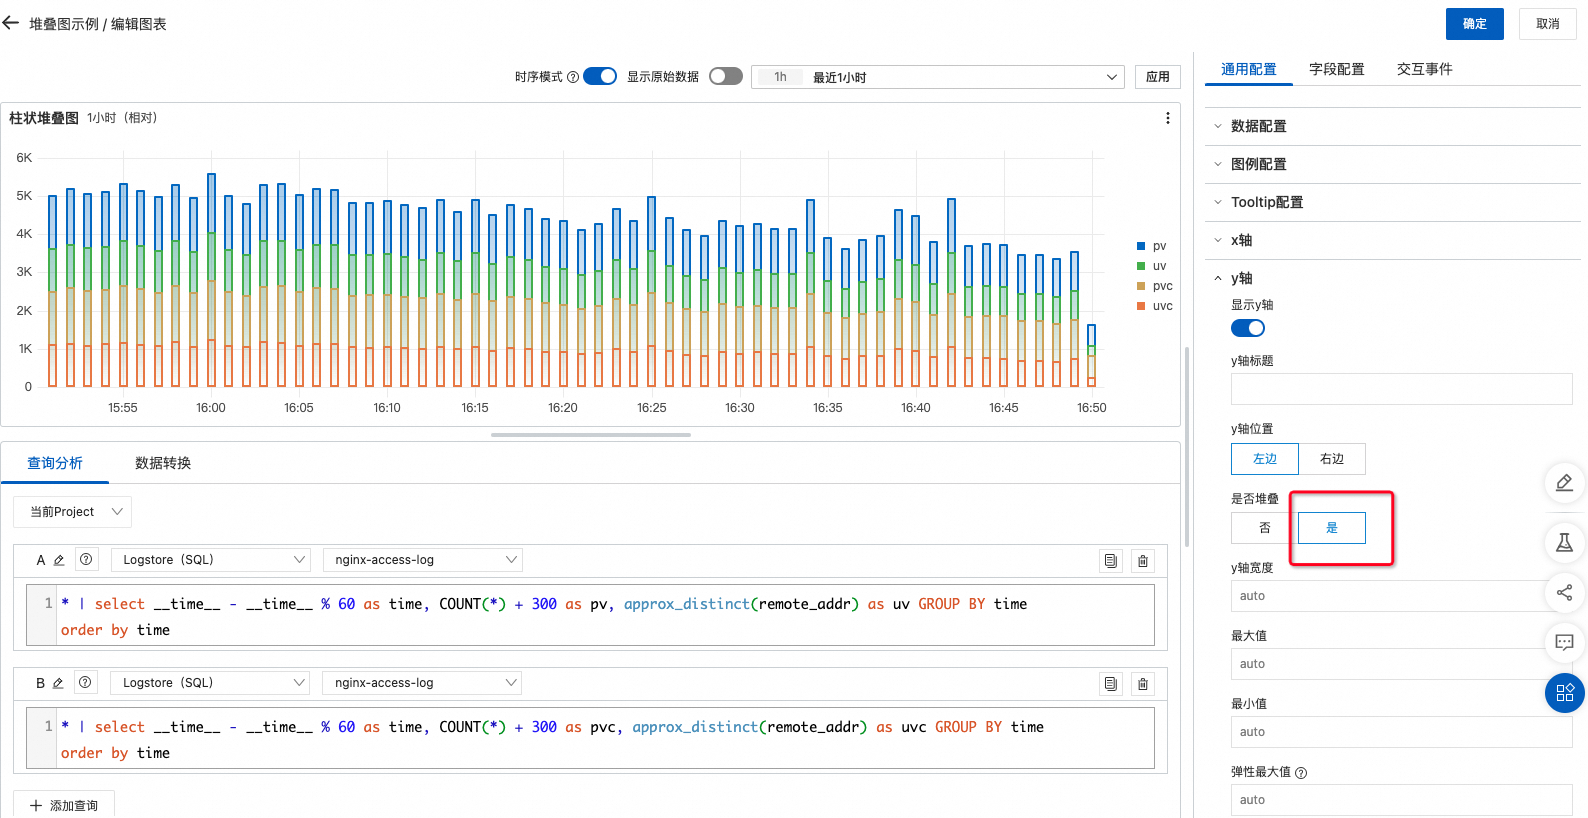 堆叠图示例 / 编辑图表
确定
取消
时序模式
显示原始数据
1h
最近1小时
应用
柱状堆叠图 1小时（相对）
6K
5K
4K
3K
2K
1K
0
15:55
16:00
16:05
16:10
16:15
16:20
16:25
16:30
16:35
16:40
16:45
16:50
pv
uv
pvc
uvc
查询分析
数据转换
当前Project
A
Logstore（SQL）
nginx-access-log
1 * | select __time__ - __time__ % 60 as time, COUNT(*) + 300 as pv, approx_distinct(remote_addr) as uv GROUP BY time
order by time
B
Logstore（SQL）
nginx-access-log
1 * | select __time__ - __time__ % 60 as time, COUNT(*) + 300 as pvc, approx_distinct(remote_addr) as uvc GROUP BY time
order by time
添加查询
通用配置
字段配置
交互事件
数据配置
图例配置
Tooltip配置
x轴
y轴
显示y轴
y轴标题
y轴位置
左边
右边
是否堆叠
否
是
y轴宽度
auto
最大值
auto
最小值
auto
弹性最大值
auto